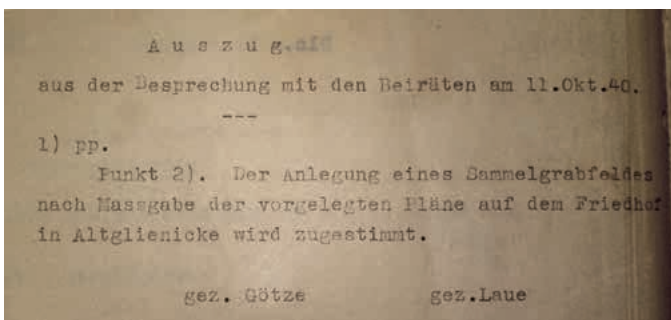 A u s z u g.
aus der Besprechung mit den Beiräten am 11.Okt.40.
---
1) pp.
Punkt 2). Der Anlegung eines Sammelgrabfeldes
nach Massgabe der vorgelegten Pläne auf dem Friedhof
in Altglienicke wird zugestimmt.
gez. Götze gez.Laue